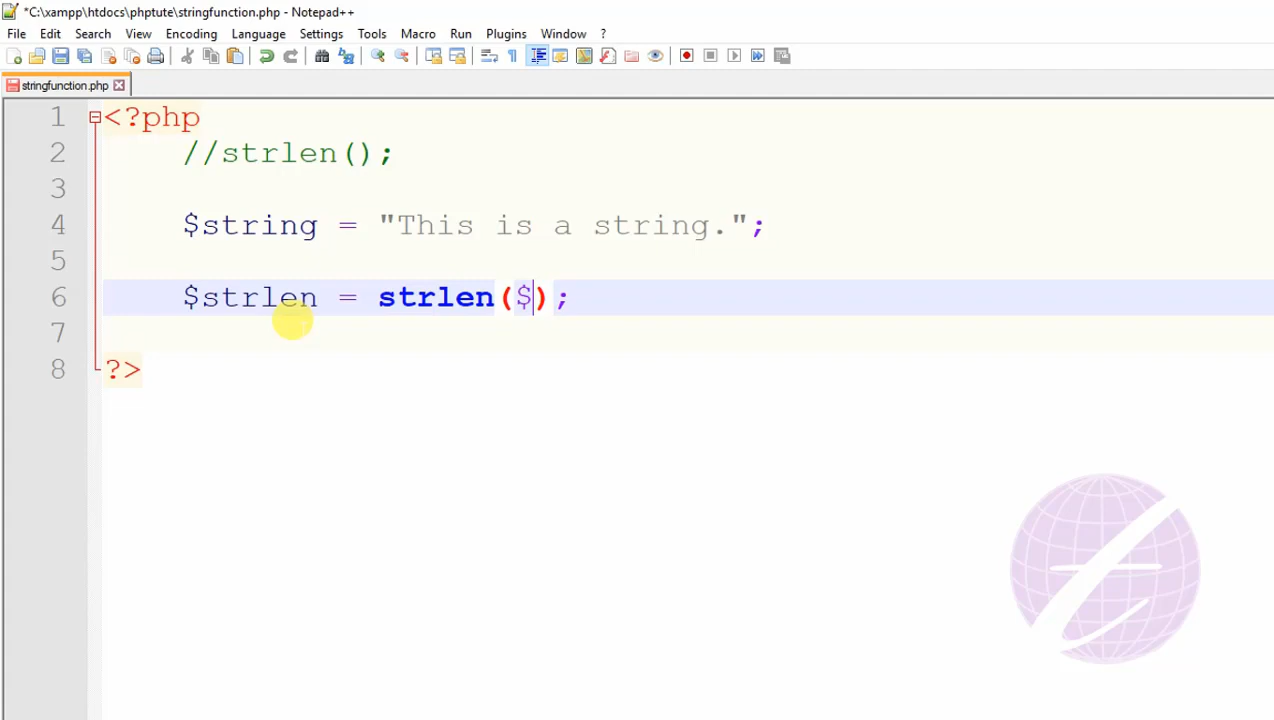 *C:\xampp\htdocs\phptute\stringfunction.php - Notepad++
File Edit Search View Encoding Language Settings Tools Macro Run Plugins Window ?
stringfunction.php
1 <?php
2 //strlen();
3
4 $string = "This is a string.";
5
6 $strlen = strlen($);
7
8 ?>